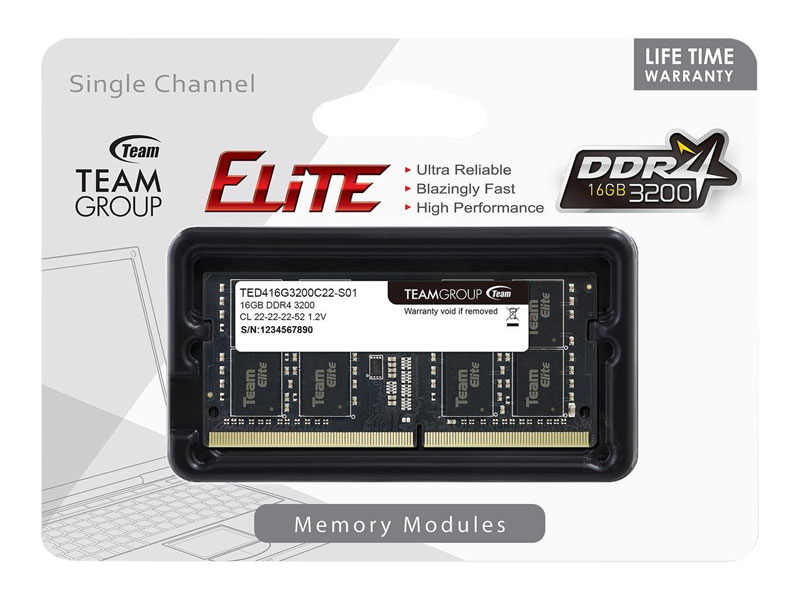 LIFE TIME
WARRANTY
Single Channel
Team
TEAM
GROUP
ELiTE
Ultra Reliable
Blazingly Fast
High Performance
DDR4
16GB 3200
TED416G3200C22-S01
16GB DDR4 3200
CL 22-22-22-52 1.2V
S/N:1234567890
TEAMGROUP Team
Warranty void if removed
Team Elite
Team Elite
Team Elite
Team Elite
Elite
Memory Modules